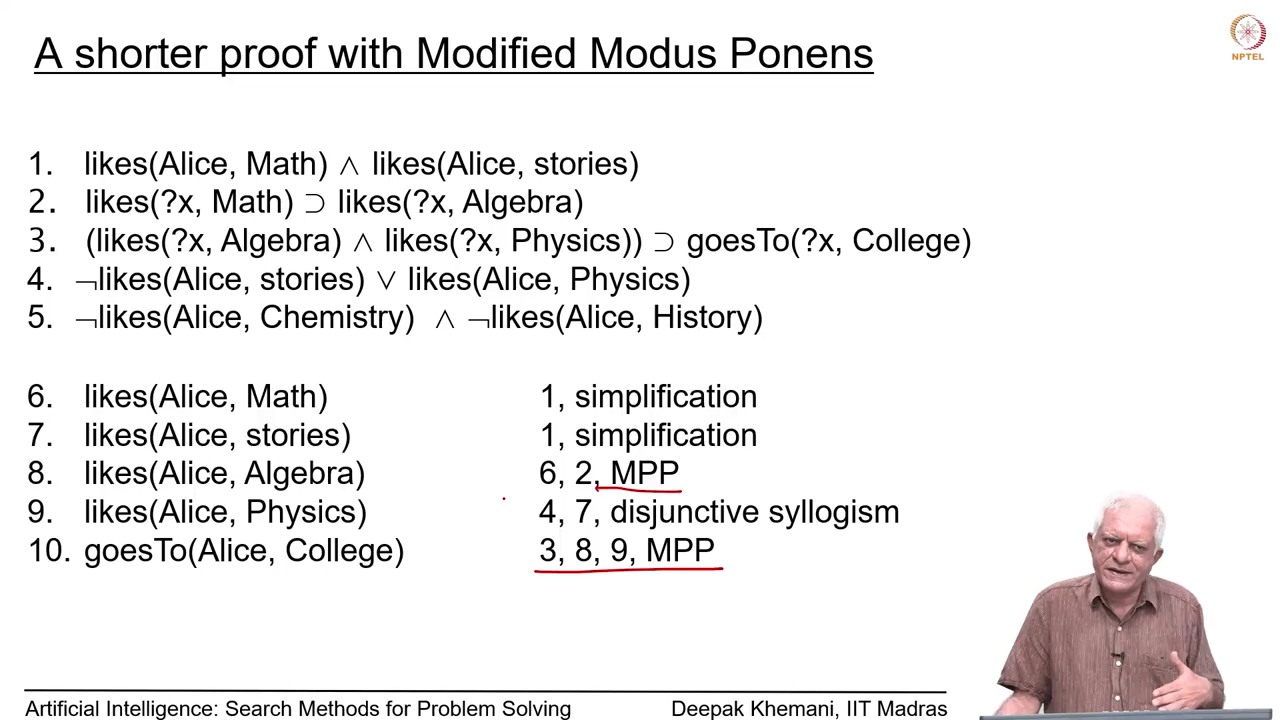 A shorter proof with Modified Modus Ponens
NPTEL
1. likes(Alice, Math) ∧ likes(Alice, stories)
2. likes(?x, Math) ⊃ likes(?x, Algebra)
3. (likes(?x, Algebra) ∧ likes(?x, Physics)) ⊃ goesTo(?x, College)
4. ¬likes(Alice, stories) ∨ likes(Alice, Physics)
5. ¬likes(Alice, Chemistry) ∧ ¬likes(Alice, History)
6. likes(Alice, Math) 1, simplification
7. likes(Alice, stories) 1, simplification
8. likes(Alice, Algebra) 6, 2, MPP
9. likes(Alice, Physics) 4, 7, disjunctive syllogism
10. goesTo(Alice, College) 3, 8, 9, MPP
Artificial Intelligence: Search Methods for Problem Solving Deepak Khemani, IIT Madras